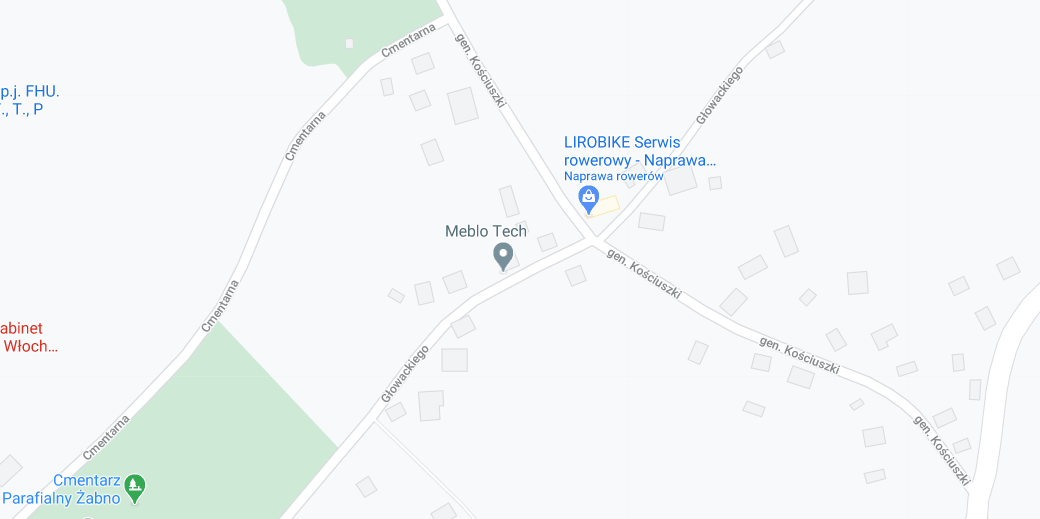 Cmentarna
gen. Kościuszki
Głowackiego
p.j. FHU.
T., P
Cmentarna
LIROBIKE Serwis
rowerowy - Naprawa…
Naprawa rowerów
Meblo Tech
gen. Kościuszki
Cmentarna
abinet
Włoch…
gen. Kościuszki
Głowackiego
Cmentarna
gen. Kościuszki
Cmentarz
Parafialny Żabno